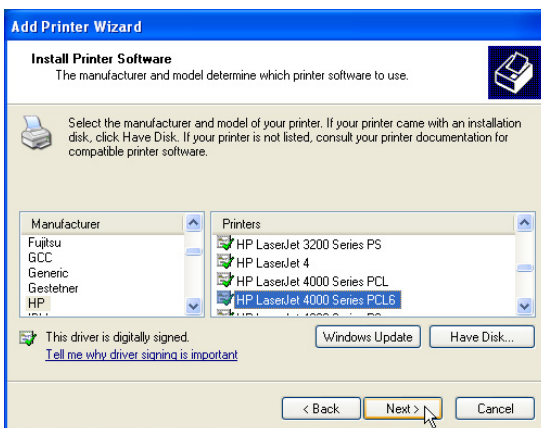 Add Printer Wizard
Install Printer Software
The manufacturer and model determine which printer software to use.
Select the manufacturer and model of your printer. If your printer came with an installation
disk, click Have Disk. If your printer is not listed, consult your printer documentation for
compatible printer software.
Manufacturer
Fujitsu
GCC
Generic
Gestetner
HP
Printers
HP LaserJet 3200 Series PS
HP LaserJet 4
HP LaserJet 4000 Series PCL
HP LaserJet 4000 Series PCL6
This driver is digitally signed.
Tell me why driver signing is important
Windows Update
Have Disk...
< Back
Next >
Cancel